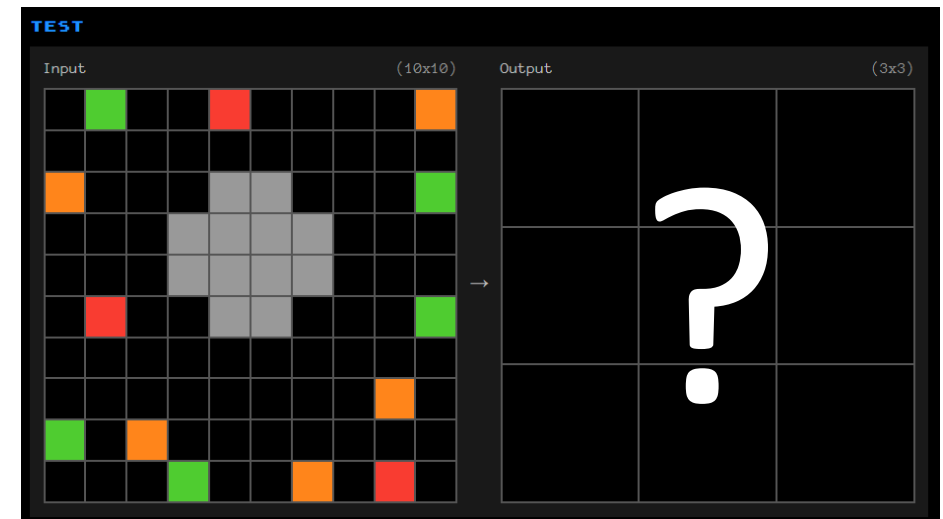 TEST
Input (10x10) Output (3x3)
→
?